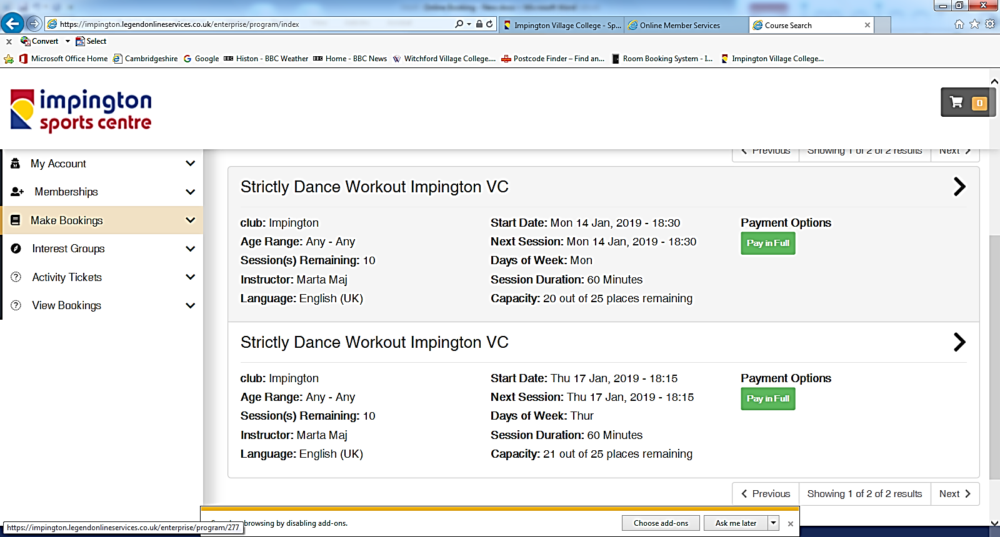 https://impington.legendonlineservices.co.uk/enterprise/program/index
Impington Village College - Sp...
Online Member Services
Course Search
x Convert Select
Microsoft Office Home Cambridgeshire Google Histon - BBC Weather Home - BBC News Witchford Village College.... Postcode Finder – Find an... Room Booking System - I... Impington Village College...
impington
sports centre
0
My Account
Memberships
Make Bookings
Interest Groups
Activity Tickets
View Bookings
Previous Showing 1 of 2 of 2 results Next
Strictly Dance Workout Impington VC
club: Impington
Age Range: Any - Any
Session(s) Remaining: 10
Instructor: Marta Maj
Language: English (UK)
Start Date: Mon 14 Jan, 2019 - 18:30
Next Session: Mon 14 Jan, 2019 - 18:30
Days of Week: Mon
Session Duration: 60 Minutes
Capacity: 20 out of 25 places remaining
Payment Options
Pay in Full
Strictly Dance Workout Impington VC
club: Impington
Age Range: Any - Any
Session(s) Remaining: 10
Instructor: Marta Maj
Language: English (UK)
Start Date: Thu 17 Jan, 2019 - 18:15
Next Session: Thu 17 Jan, 2019 - 18:15
Days of Week: Thur
Session Duration: 60 Minutes
Capacity: 21 out of 25 places remaining
Payment Options
Pay in Full
Previous Showing 1 of 2 of 2 results Next
browsing by disabling add-ons.
Choose add-ons
Ask me later
https://impington.legendonlineservices.co.uk/enterprise/program/277